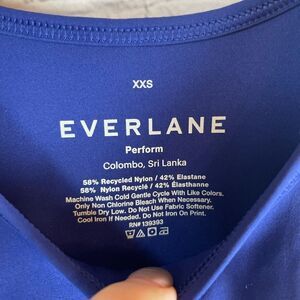 XXS
EVERLANE
Perform
Colombo, Sri Lanka
58% Recycled Nylon / 42% Elastane
58% Nylon Recyclé / 42% Élasthanne
Machine Wash Cold Gentle Cycle With Like Colors.
Only Non Chlorine Bleach When Necessary.
Tumble Dry Low. Do Not Use Fabric Softener.
Cool Iron If Needed. Do Not Iron On Print.
RN# 139393